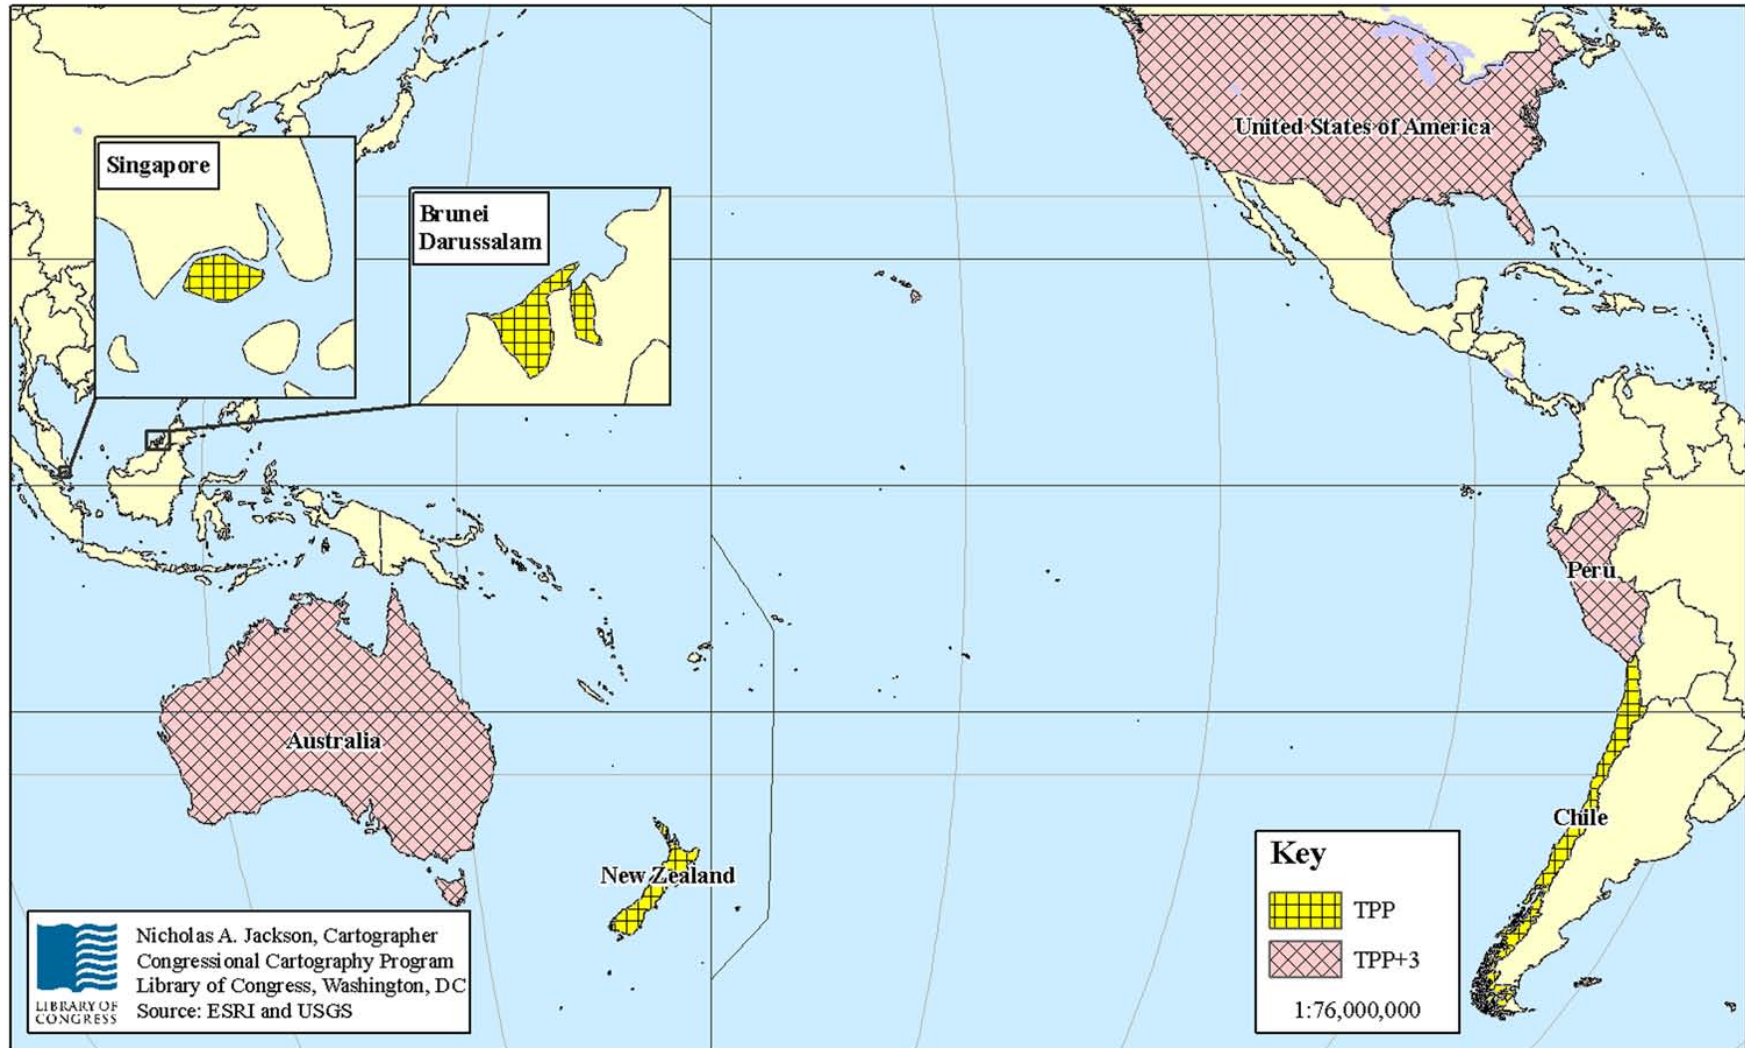 Singapore
Brunei
Darussalam
United States of America
Peru
Australia
Chile
New Zealand
Key
TPP
TPP+3
1:76,000,000
LIBRARY OF
CONGRESS
Nicholas A. Jackson, Cartographer
Congressional Cartography Program
Library of Congress, Washington, DC
Source: ESRI and USGS